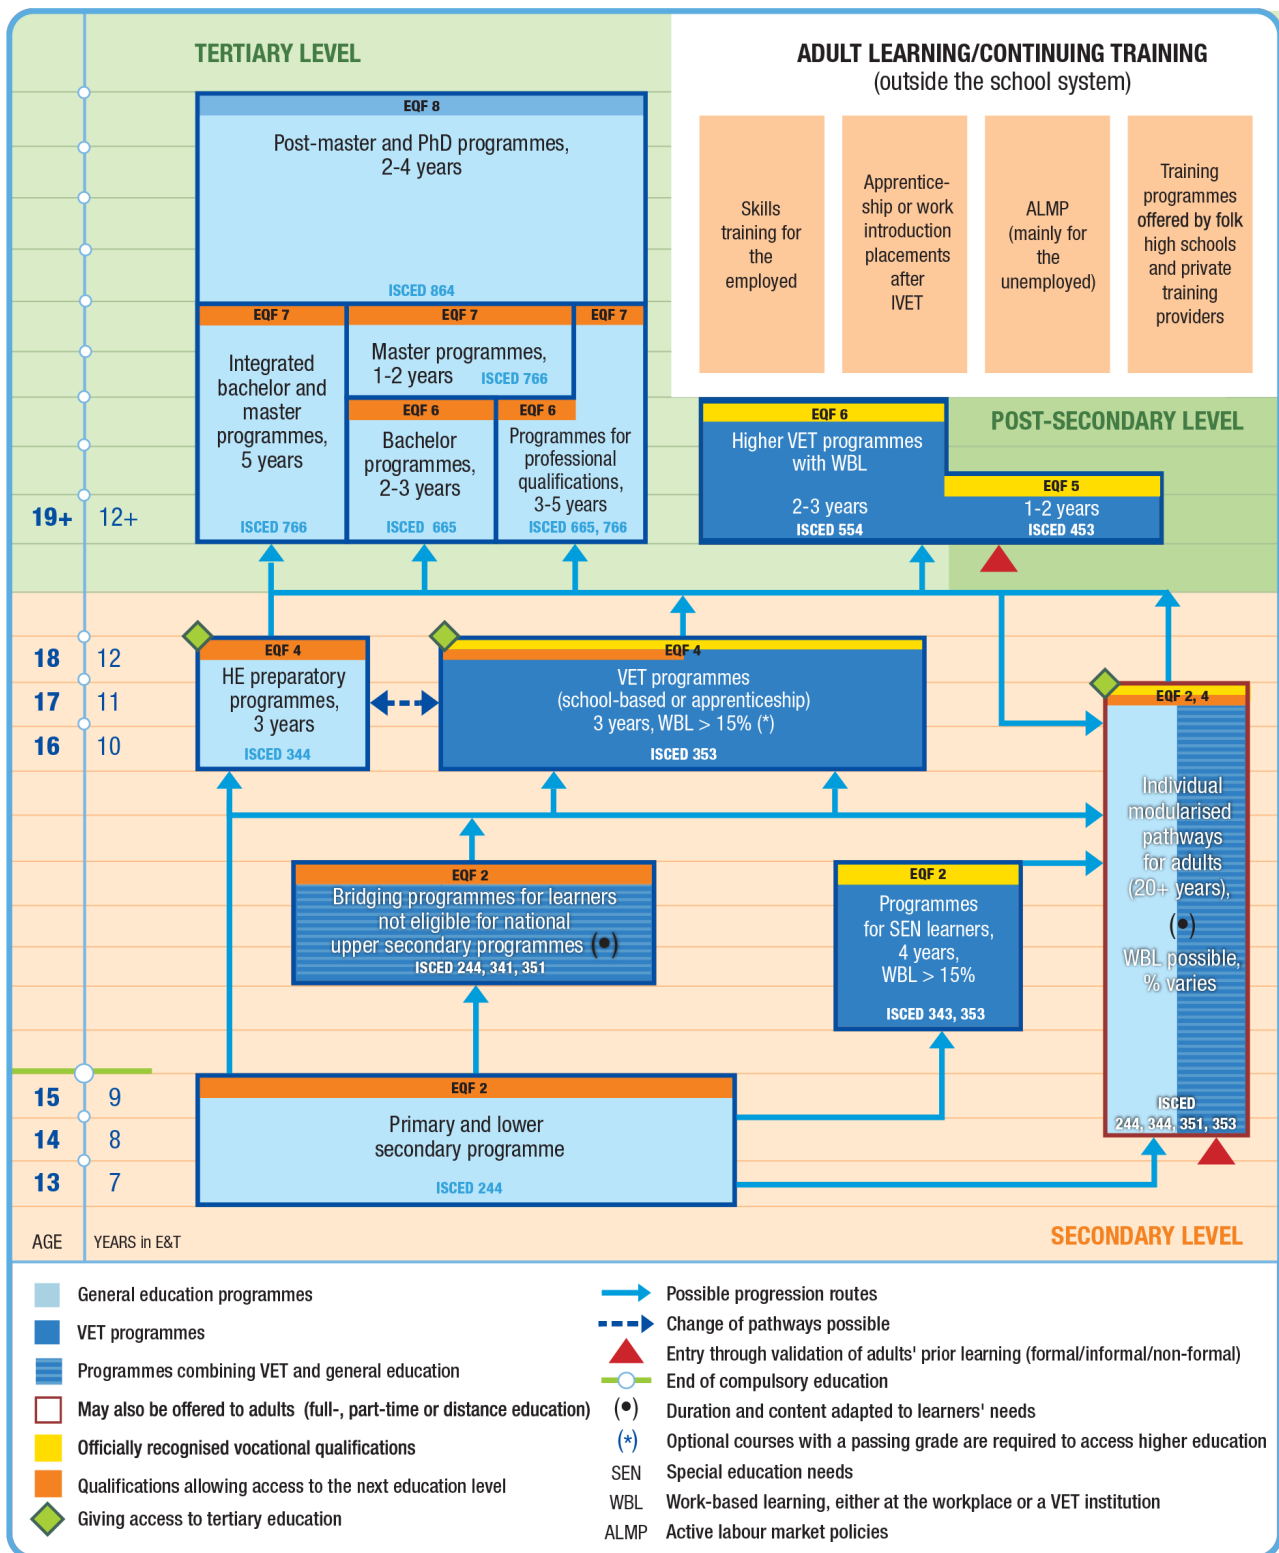 TERTIARY LEVEL
ADULT LEARNING/CONTINUING TRAINING
(outside the school system)
EQF 8
Post-master and PhD programmes,
2-4 years
ISCED 864
Skills
training for
the
employed
Apprentice-
ship or work
introduction
placements
after
IVET
ALMP
(mainly for
the
unemployed)
Training
programmes
offered by folk
high schools
and private
training
providers
EQF 7
Integrated
bachelor and
master
programmes,
5 years
ISCED 766
EQF 7
Master programmes,
1-2 years ISCED 766
EQF 7
EQF 6
Bachelor
programmes,
2-3 years
ISCED 665
EQF 6
Programmes for
professional
qualifications,
3-5 years
ISCED 665, 766
EQF 6
Higher VET programmes
with WBL
2-3 years
ISCED 554
POST-SECONDARY LEVEL
EQF 5
1-2 years
ISCED 453
19+ 12+
18 12
17 11
16 10
EQF 4
HE preparatory
programmes,
3 years
ISCED 344
EQF 4
VET programmes
(school-based or apprenticeship)
3 years, WBL > 15% (*)
ISCED 353
EQF 2, 4
Individual
modularised
pathways
for adults
(20+ years),
(•)
WBL possible,
% varies
ISCED
244, 344, 351, 353
EQF 2
Bridging programmes for learners
not eligible for national
upper secondary programmes (•)
ISCED 244, 341, 351
EQF 2
Programmes
for SEN learners,
4 years,
WBL > 15%
ISCED 343, 353
15 9
14 8
13 7
EQF 2
Primary and lower
secondary programme
ISCED 244
AGE YEARS in E&T
SECONDARY LEVEL
General education programmes
VET programmes
Programmes combining VET and general education
May also be offered to adults (full-, part-time or distance education)
Officially recognised vocational qualifications
Qualifications allowing access to the next education level
Giving access to tertiary education
Possible progression routes
Change of pathways possible
Entry through validation of adults' prior learning (formal/informal/non-formal)
End of compulsory education
(•) Duration and content adapted to learners' needs
(*) Optional courses with a passing grade are required to access higher education
SEN Special education needs
WBL Work-based learning, either at the workplace or a VET institution
ALMP Active labour market policies